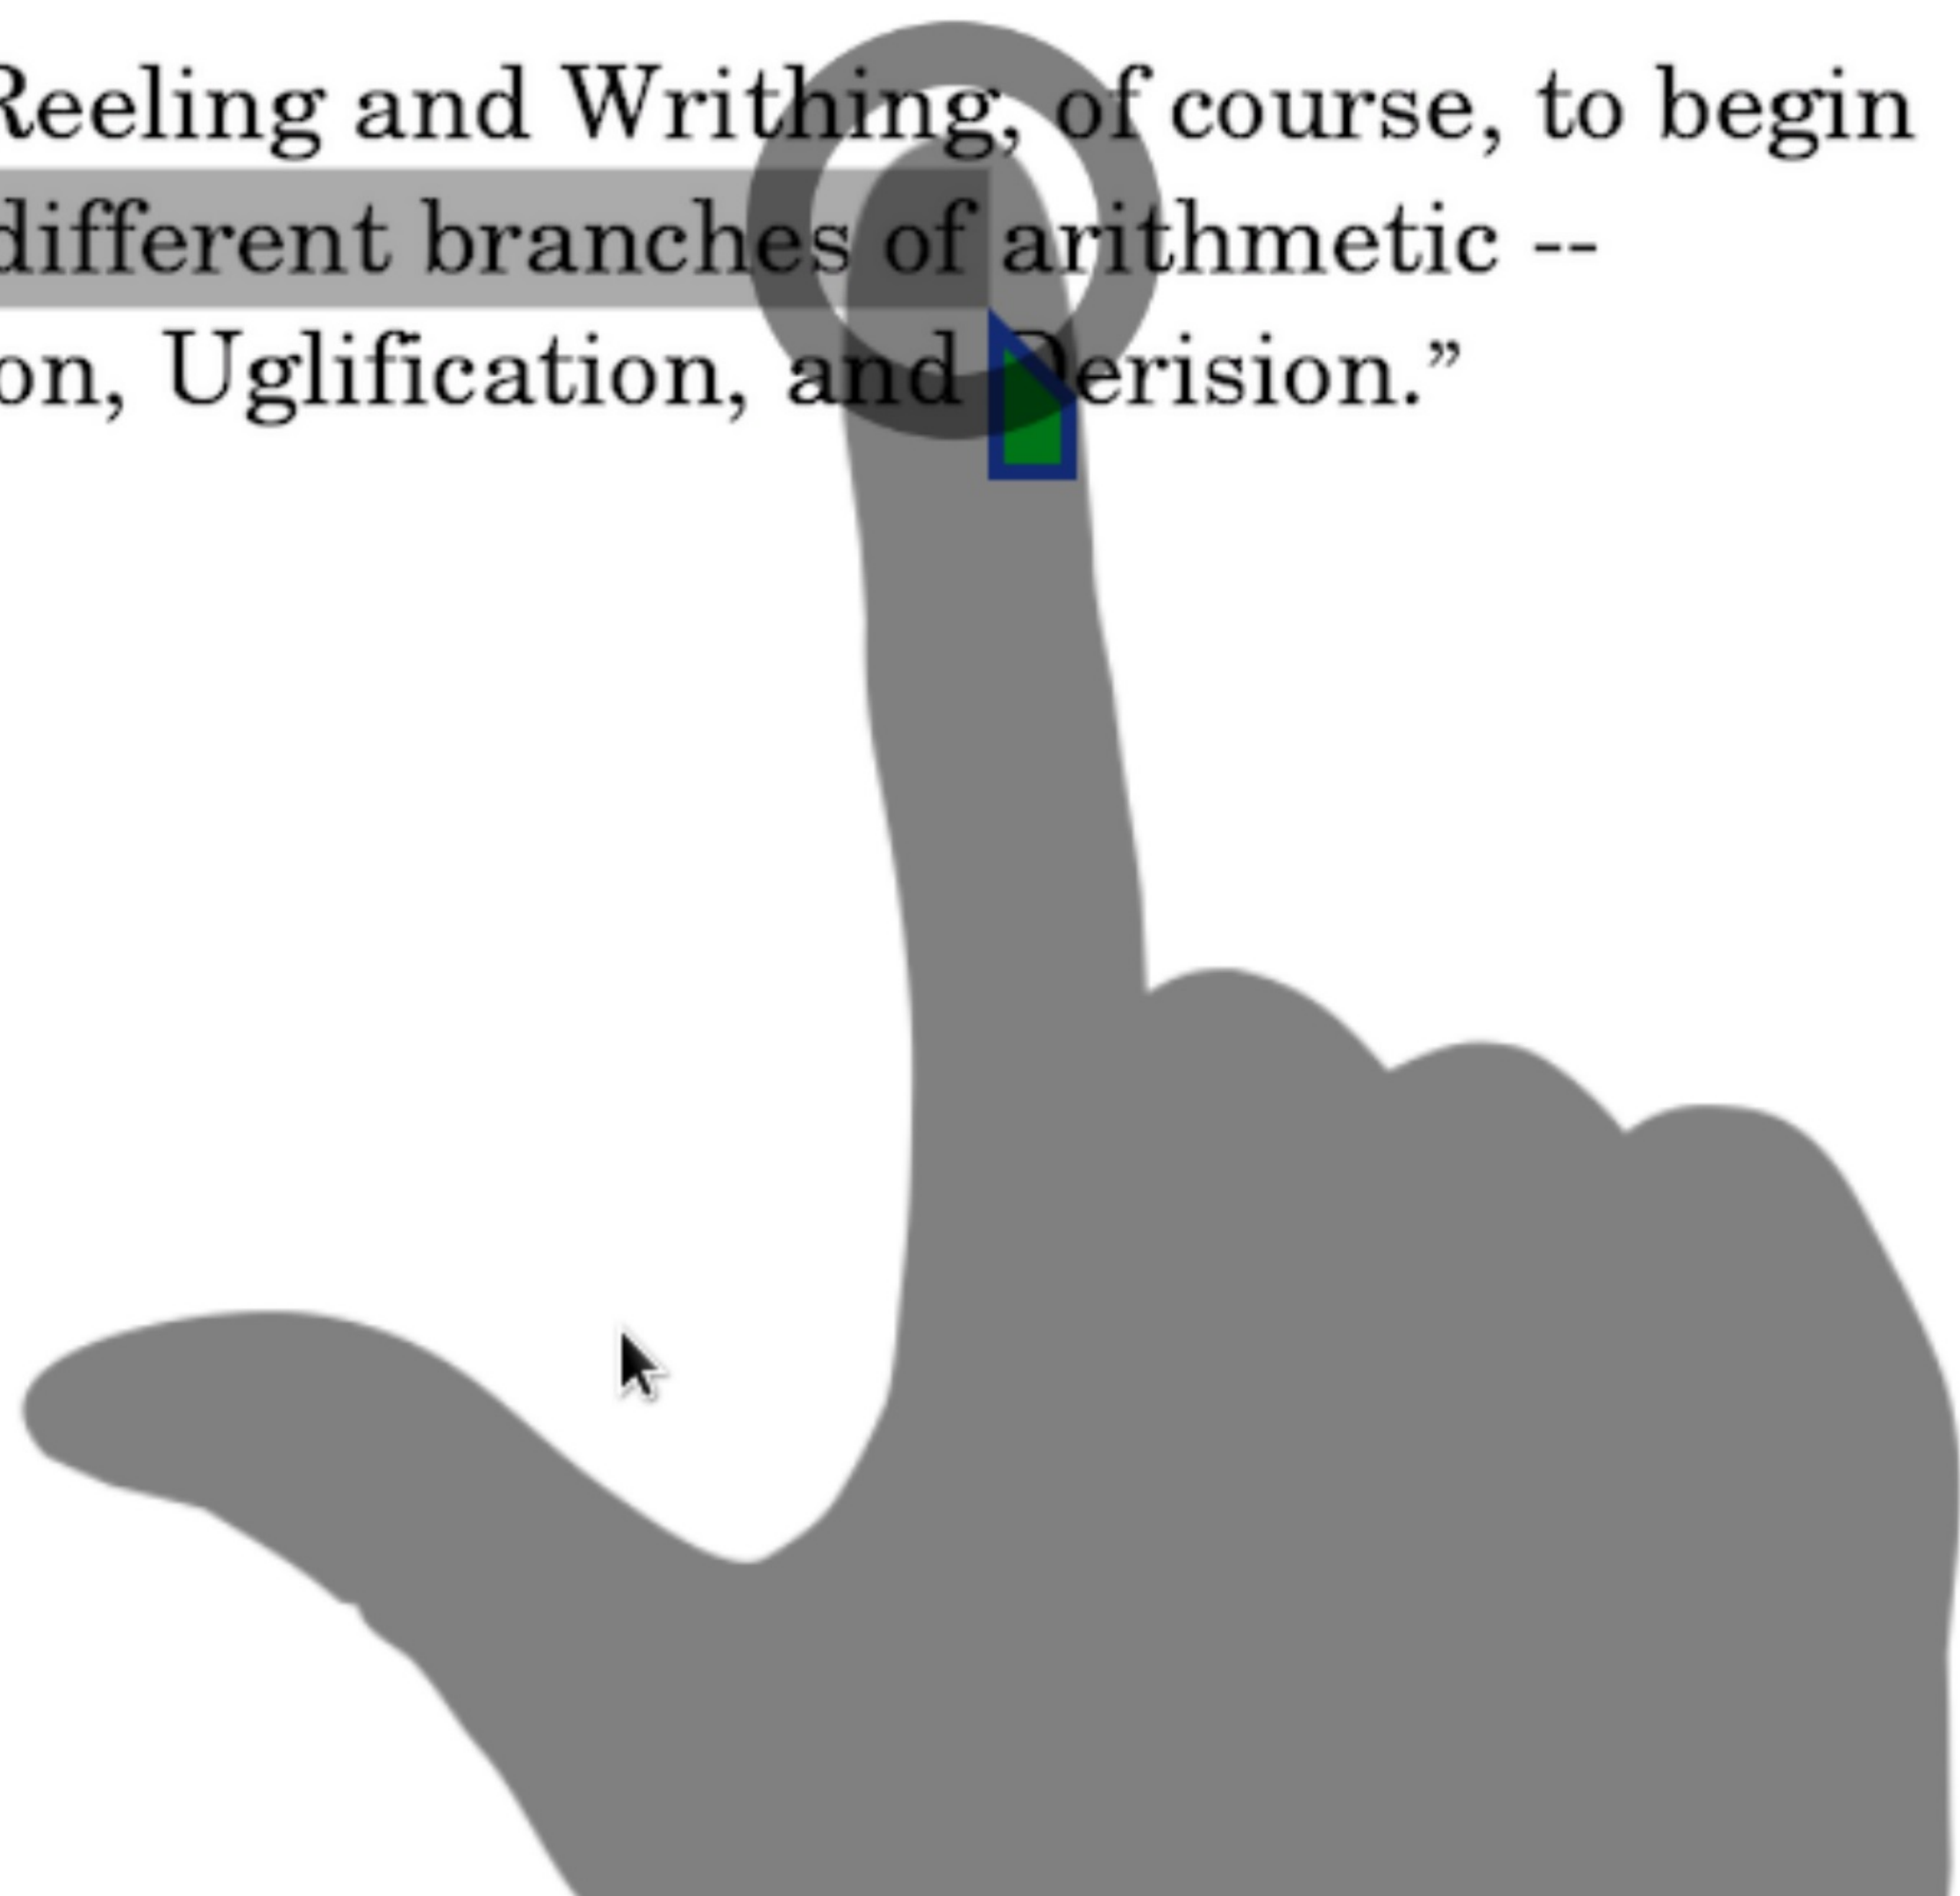 Reeling and Writhing, of course, to begin
different branches of arithmetic --
on, Uglification, and Derision.”